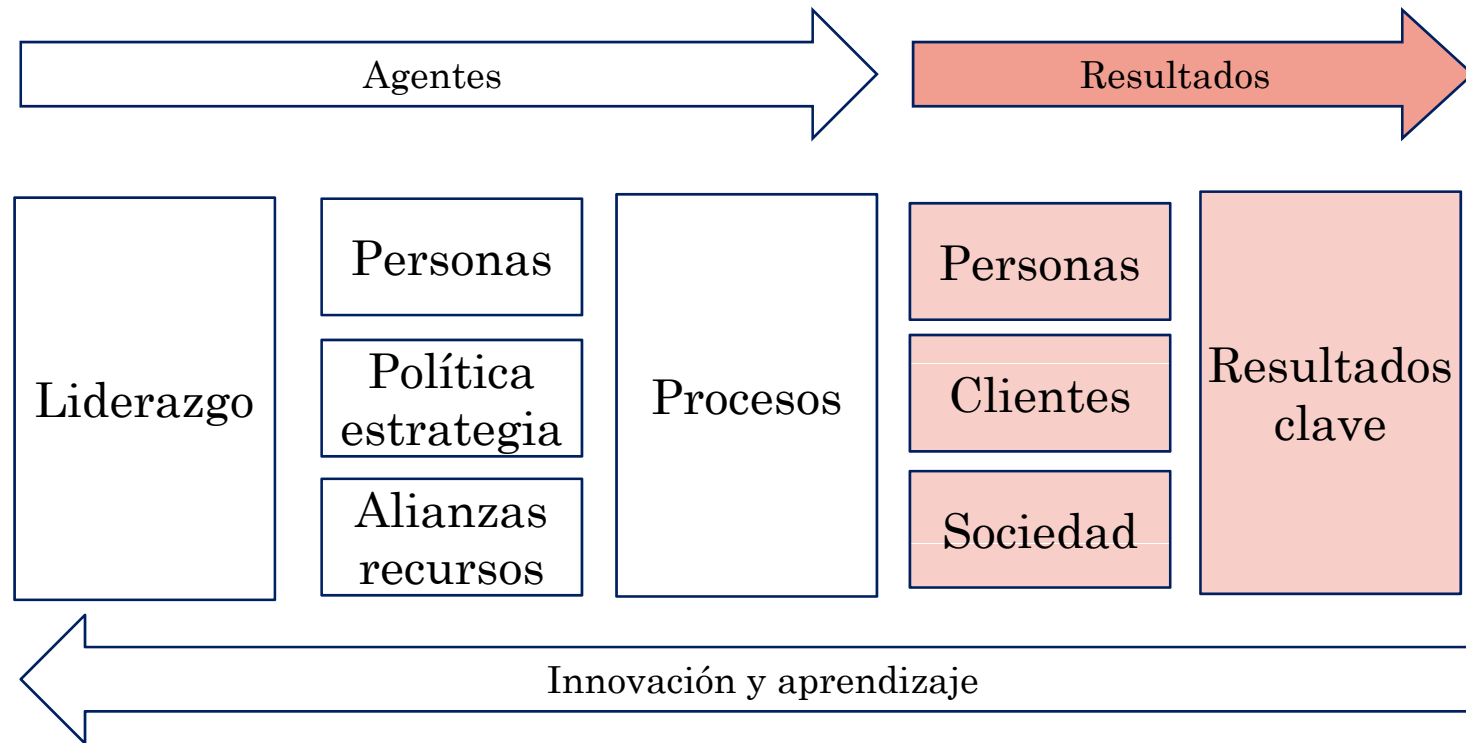 Agentes
Resultados
Liderazgo
Personas
Política
estrategia
Alianzas
recursos
Procesos
Personas
Clientes
Sociedad
Resultados
clave
Innovación y aprendizaje